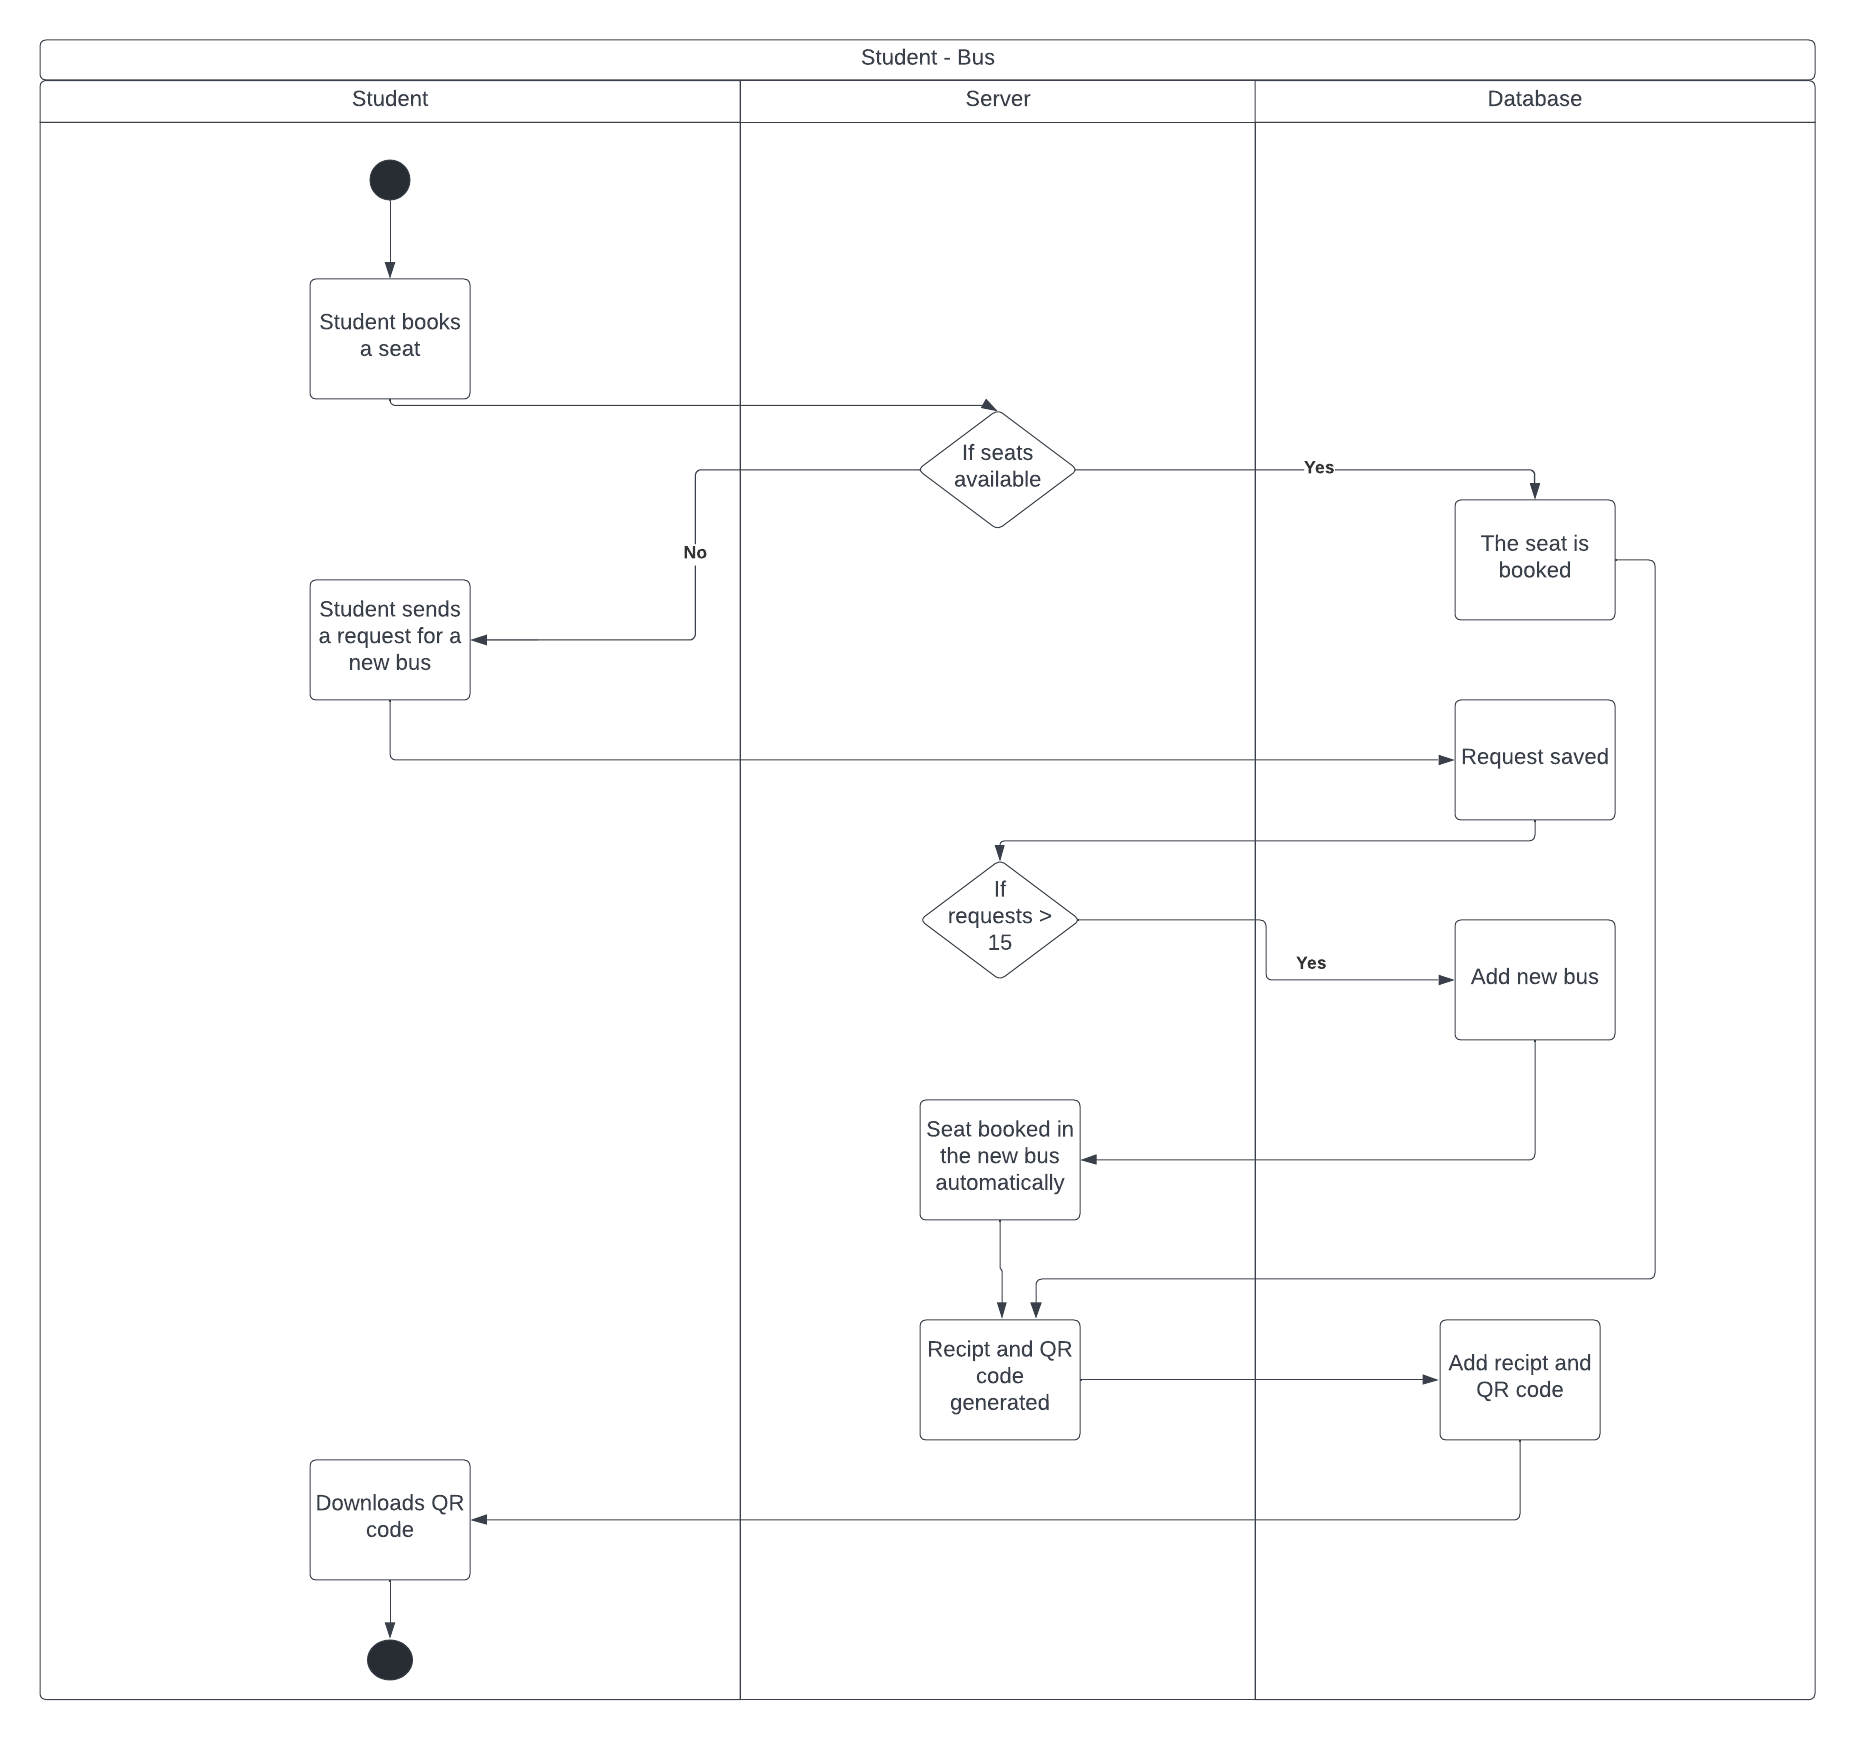 Student - Bus
Student
Server
Database
Student books
a seat
If seats
available
Yes
The seat is
booked
No
Student sends
a request for a
new bus
Request saved
If
requests >
15
Yes
Add new bus
Seat booked in
the new bus
automatically
Recipt and QR
code
generated
Add recipt and
QR code
Downloads QR
code